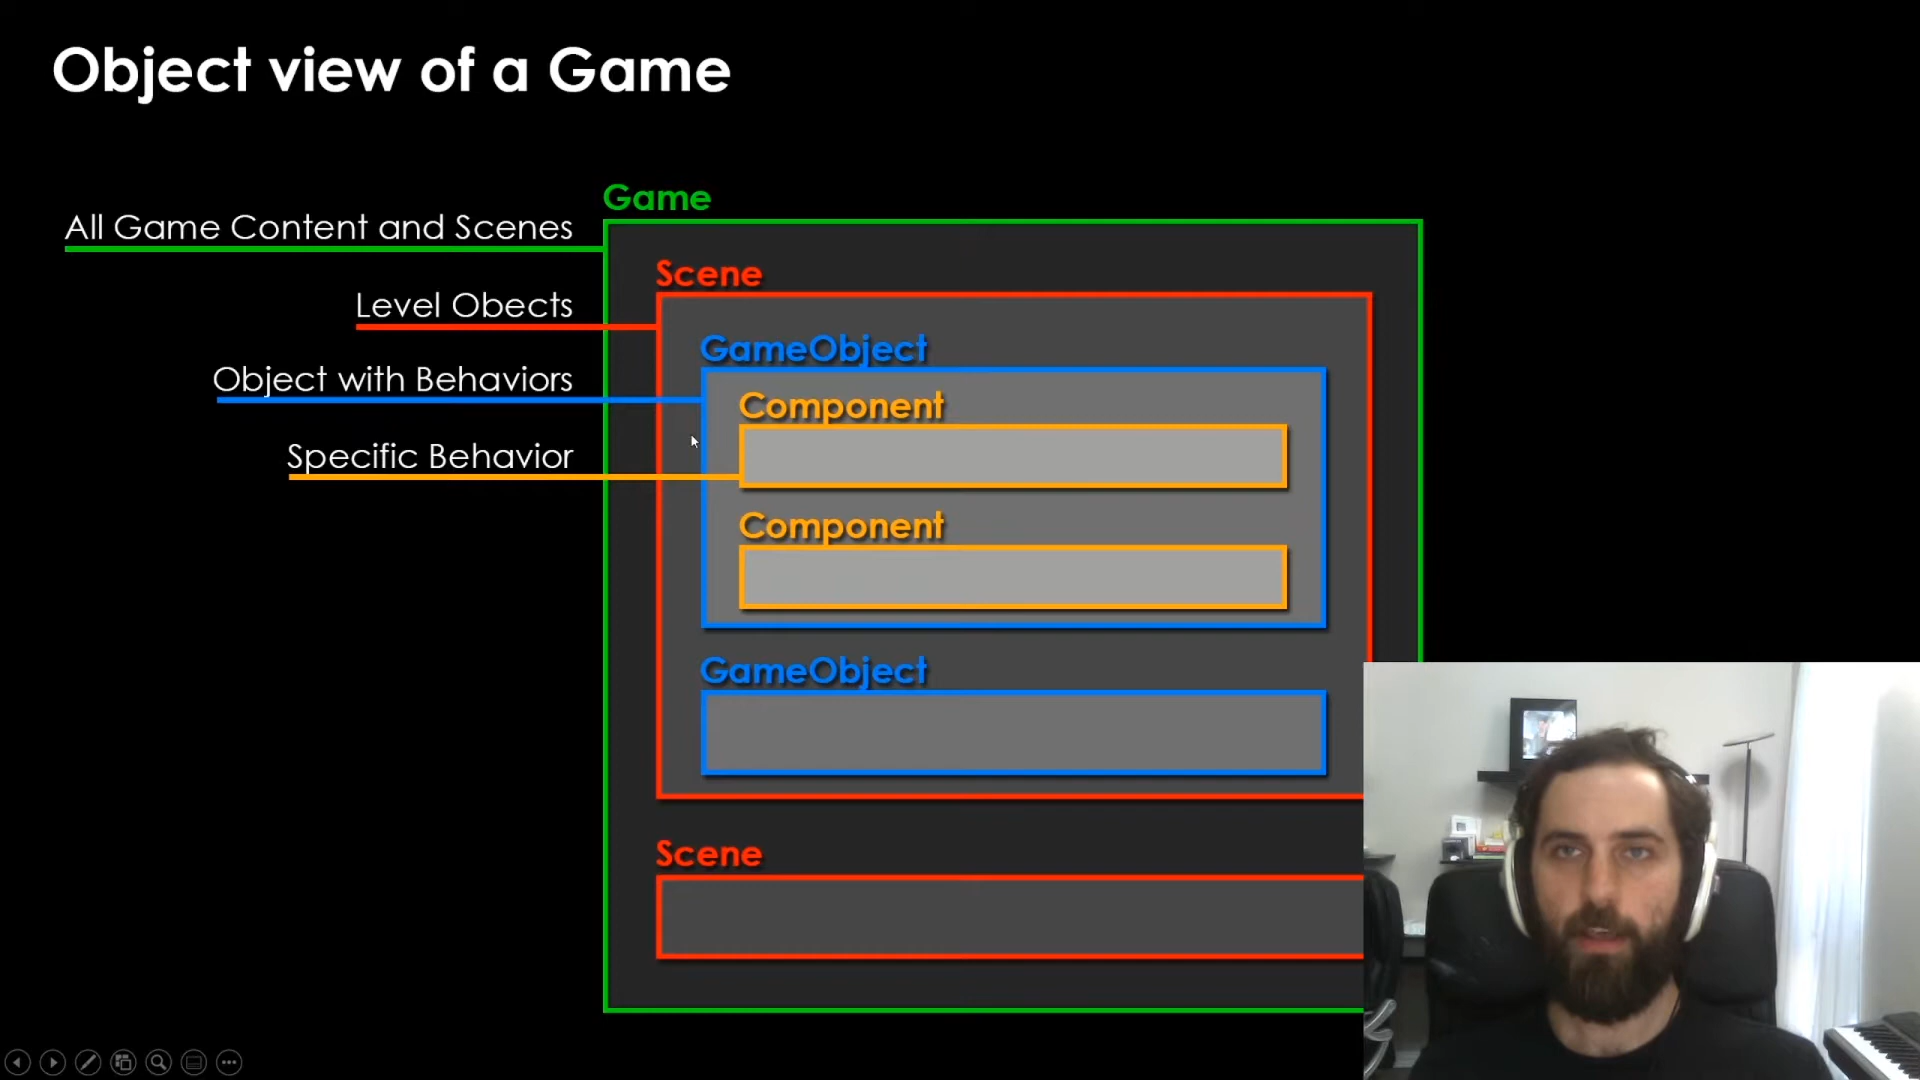 Object view of a Game
Game
All Game Content and Scenes
Scene
Level Obects
GameObject
Object with Behaviors
Component
Specific Behavior
Component
GameObject
Scene